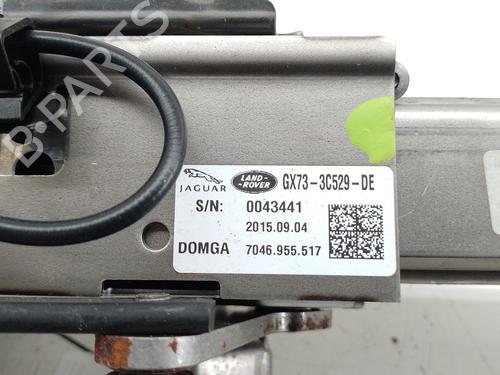 B-PARTS
JAGUAR
LAND-
ROVER
GX73-3C529-DE
S/N: 0043441
2015.09.04
DOMGA 7046.955.517